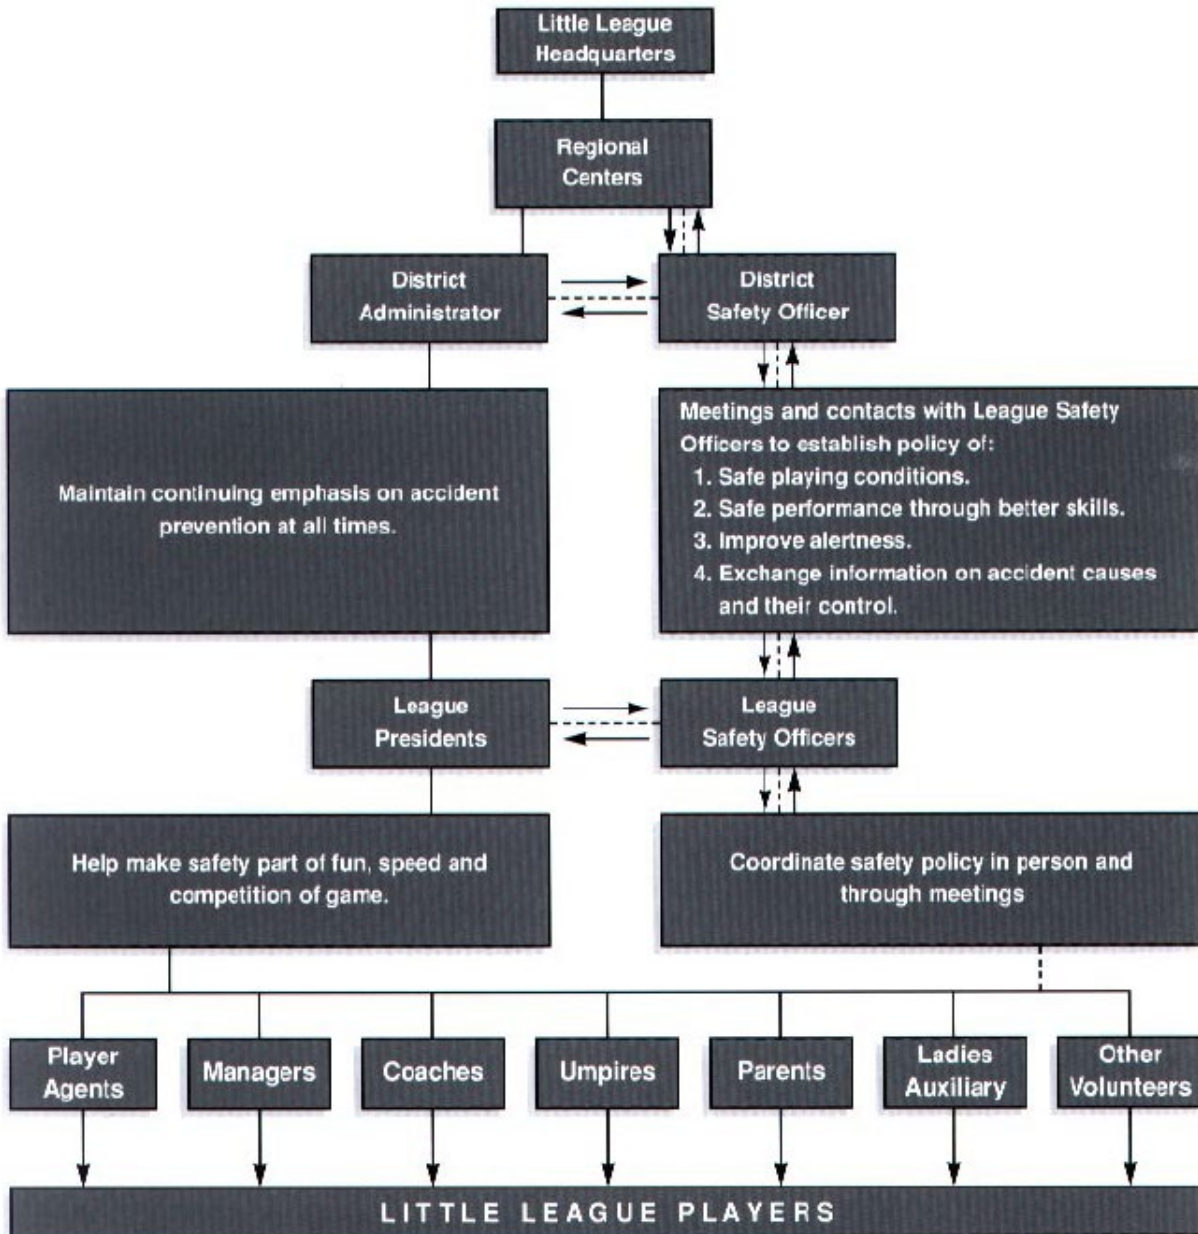 Little League
Headquarters
Regional
Centers
District
Administrator
District
Safety Officer
Maintain continuing emphasis on accident
prevention at all times.
Meetings and contacts with League Safety
Officers to establish policy of:
1. Safe playing conditions.
2. Safe performance through better skills.
3. Improve alertness.
4. Exchange information on accident causes
and their control.
League
Presidents
League
Safety Officers
Help make safety part of fun, speed and
competition of game.
Coordinate safety policy in person and
through meetings
Player
Agents
Managers
Coaches
Umpires
Parents
Ladies
Auxiliary
Other
Volunteers
LITTLE LEAGUE PLAYERS